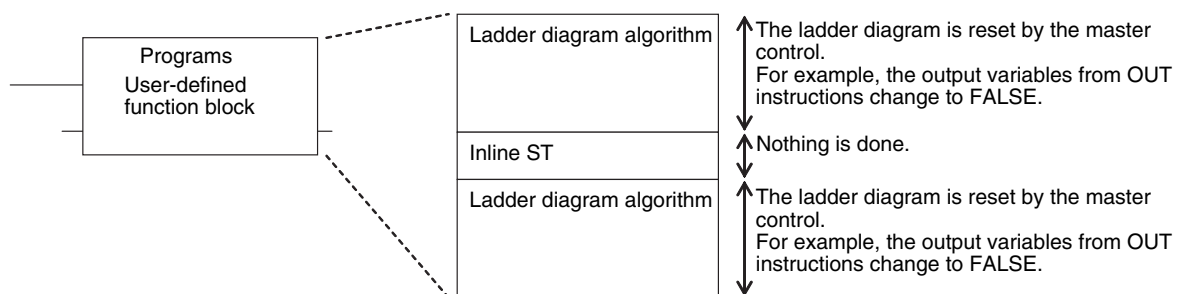 Programs
User-defined
function block
Ladder diagram algorithm
The ladder diagram is reset by the master
control.
For example, the output variables from OUT
instructions change to FALSE.
Inline ST
Nothing is done.
Ladder diagram algorithm
The ladder diagram is reset by the master
control.
For example, the output variables from OUT
instructions change to FALSE.